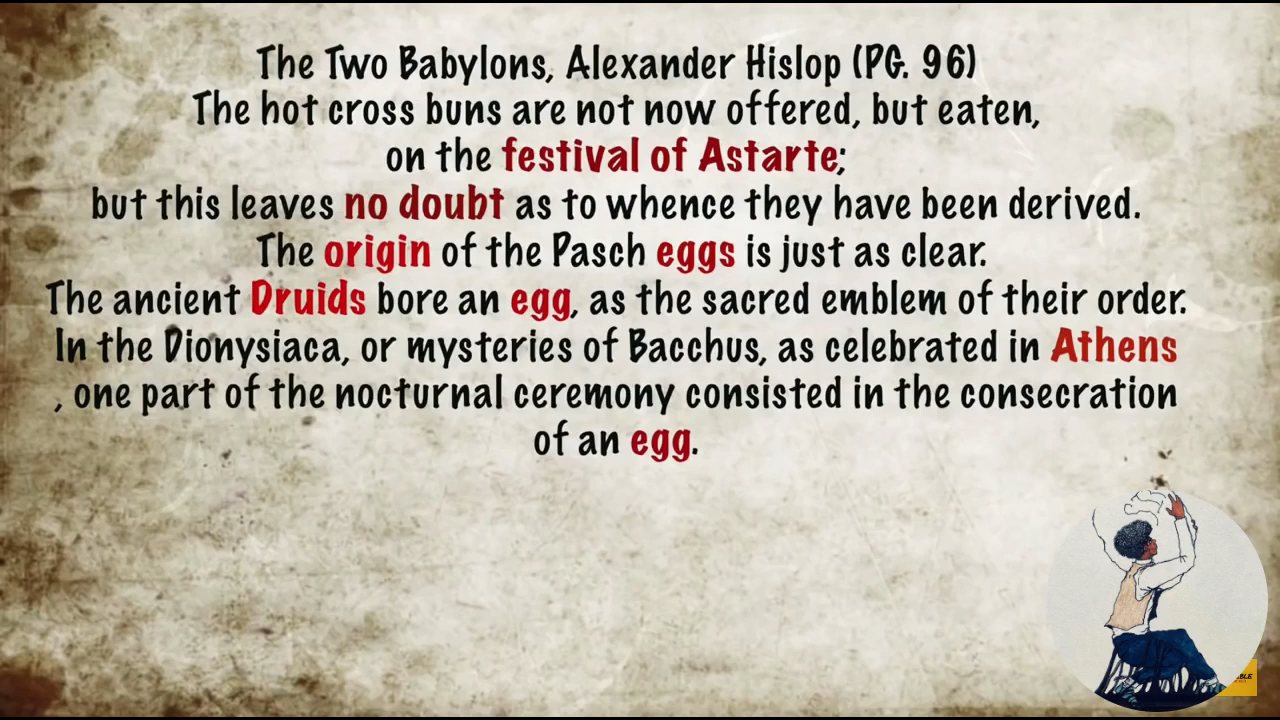 The Two Babylons, Alexander Hislop (PG. 96)
The hot cross buns are not now offered, but eaten,
on the festival of Astarte;
but this leaves no doubt as to whence they have been derived.
The origin of the Pasch eggs is just as clear.
The ancient Druids bore an egg, as the sacred emblem of their order.
In the Dionysiaca, or mysteries of Bacchus, as celebrated in Athens
, one part of the nocturnal ceremony consisted in the consecration
of an egg.